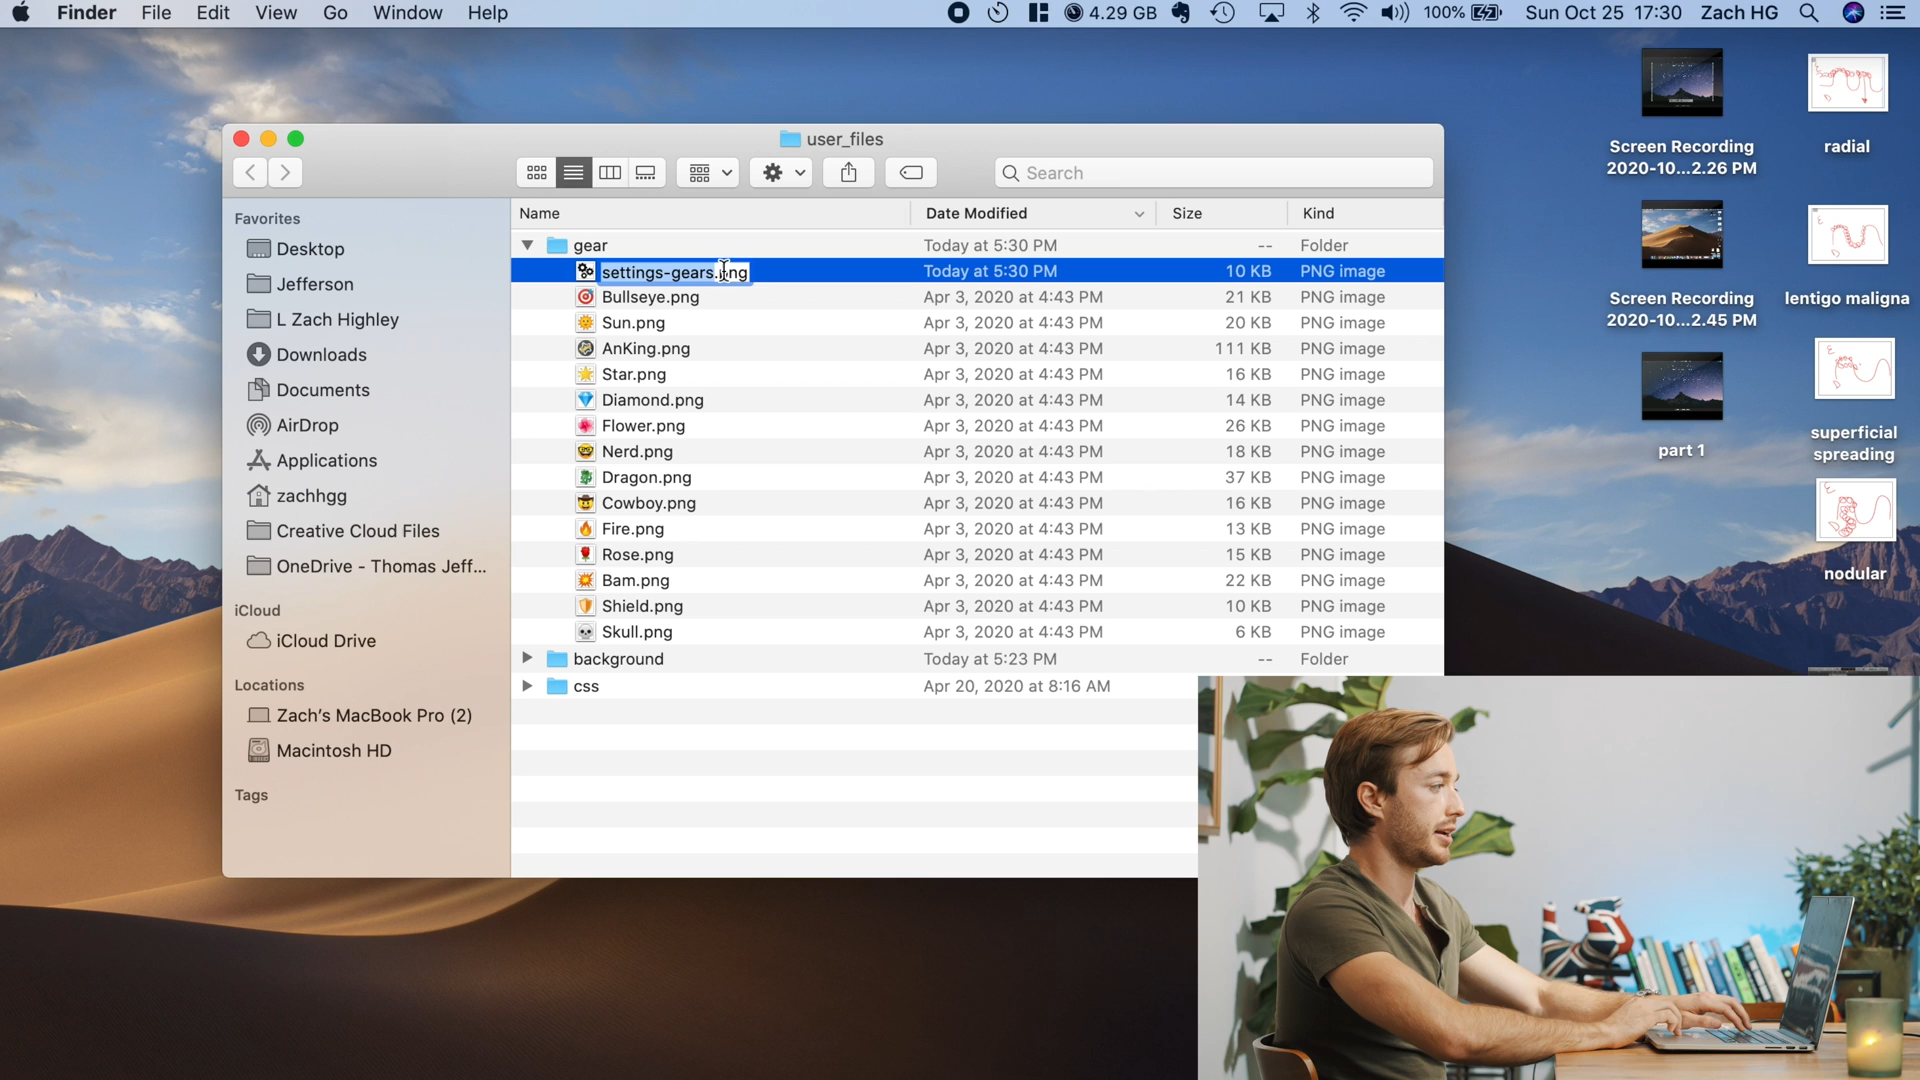 Finder File Edit View Go Window Help 4.29 GB 100% Sun Oct 25 17:30 Zach HG
user_files
Search
Favorites
Desktop
Jefferson
L Zach Highley
Downloads
Documents
AirDrop
Applications
zachhgg
Creative Cloud Files
OneDrive - Thomas Jeff...
iCloud
iCloud Drive
Locations
Zach's MacBook Pro (2)
Macintosh HD
Tags
Name Date Modified Size Kind
gear Today at 5:30 PM -- Folder
settings-gears.png Today at 5:30 PM 10 KB PNG image
Bullseye.png Apr 3, 2020 at 4:43 PM 21 KB PNG image
Sun.png Apr 3, 2020 at 4:43 PM 20 KB PNG image
AnKing.png Apr 3, 2020 at 4:43 PM 111 KB PNG image
Star.png Apr 3, 2020 at 4:43 PM 16 KB PNG image
Diamond.png Apr 3, 2020 at 4:43 PM 14 KB PNG image
Flower.png Apr 3, 2020 at 4:43 PM 26 KB PNG image
Nerd.png Apr 3, 2020 at 4:43 PM 18 KB PNG image
Dragon.png Apr 3, 2020 at 4:43 PM 37 KB PNG image
Cowboy.png Apr 3, 2020 at 4:43 PM 16 KB PNG image
Fire.png Apr 3, 2020 at 4:43 PM 13 KB PNG image
Rose.png Apr 3, 2020 at 4:43 PM 15 KB PNG image
Bam.png Apr 3, 2020 at 4:43 PM 22 KB PNG image
Shield.png Apr 3, 2020 at 4:43 PM 10 KB PNG image
Skull.png Apr 3, 2020 at 4:43 PM 6 KB PNG image
background Today at 5:23 PM -- Folder
css Apr 20, 2020 at 8:16 AM
Screen Recording
2020-10...2.26 PM
Screen Recording
2020-10...2.45 PM
part 1
radial
lentigo maligna
superficial
spreading
nodular